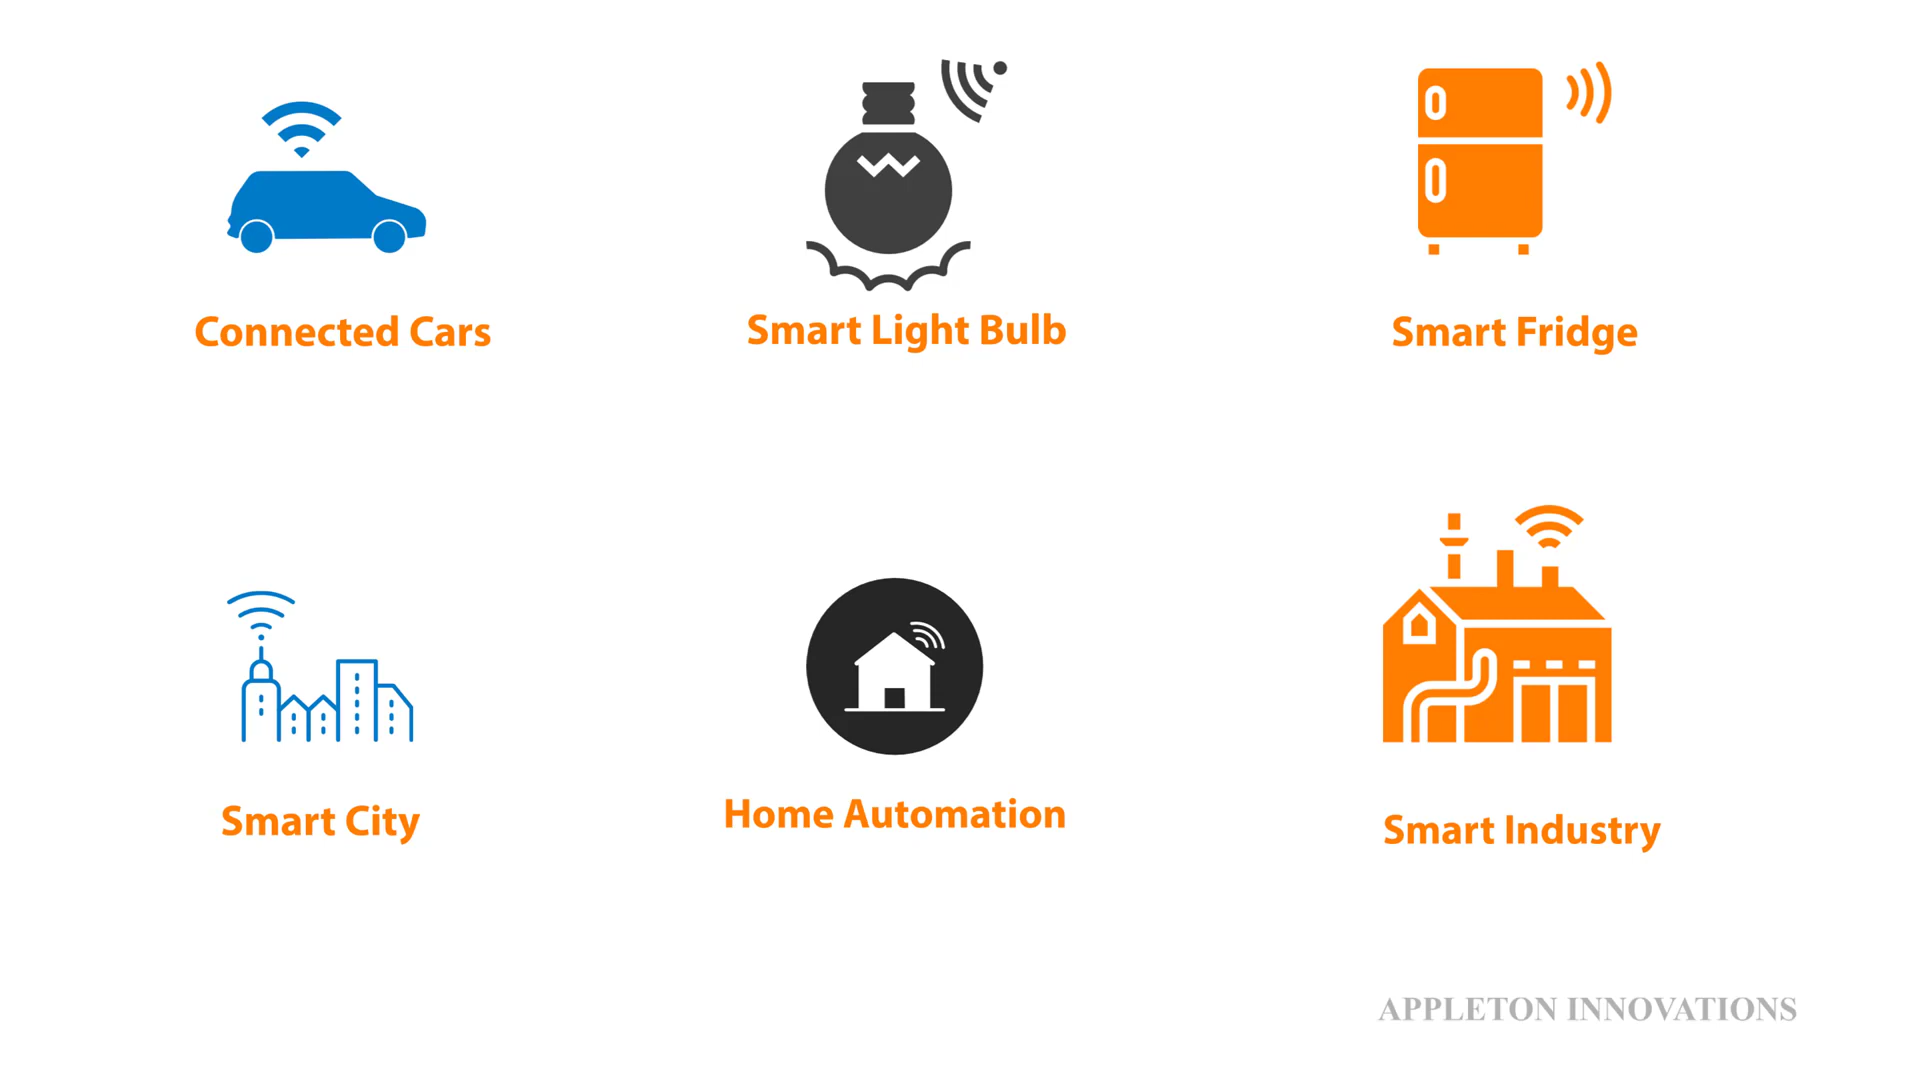 Connected Cars
Smart Light Bulb
Smart Fridge
Smart City
Home Automation
Smart Industry
APPLETON INNOVATIONS